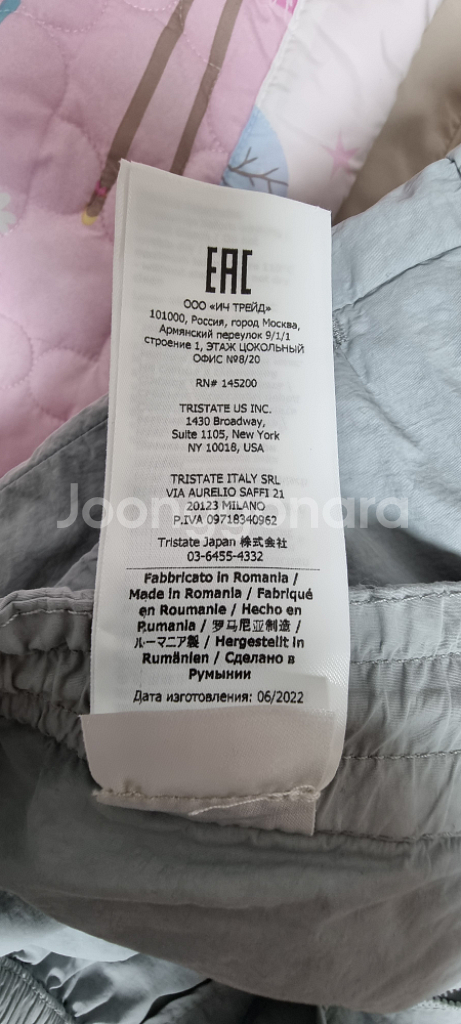 EAC
ООО «ИЧ ТРЕЙД»
101000, Россия, город Москва,
Армянский переулок 9/1/1
строение 1, ЭТАЖ ЦОКОЛЬНЫЙ
ОФИС №8/20
RN# 145200
TRISTATE US INC.
1430 Broadway,
Suite 1105, New York
NY 10018, USA
TRISTATE ITALY SRL
VIA AURELIO SAFFI 21
20123 MILANO
P.IVA 09718340962
Joonggonara
Tristate Japan 株式会社
03-6455-4332
Fabbricato in Romania /
Made in Romania / Fabriqué
en Roumanie / Hecho en
Rumania / 罗马尼亚制造 /
ルーマニア製 / Hergestellt in
Rumänien / Сделано в
Румынии
Дата изготовления: 06/2022